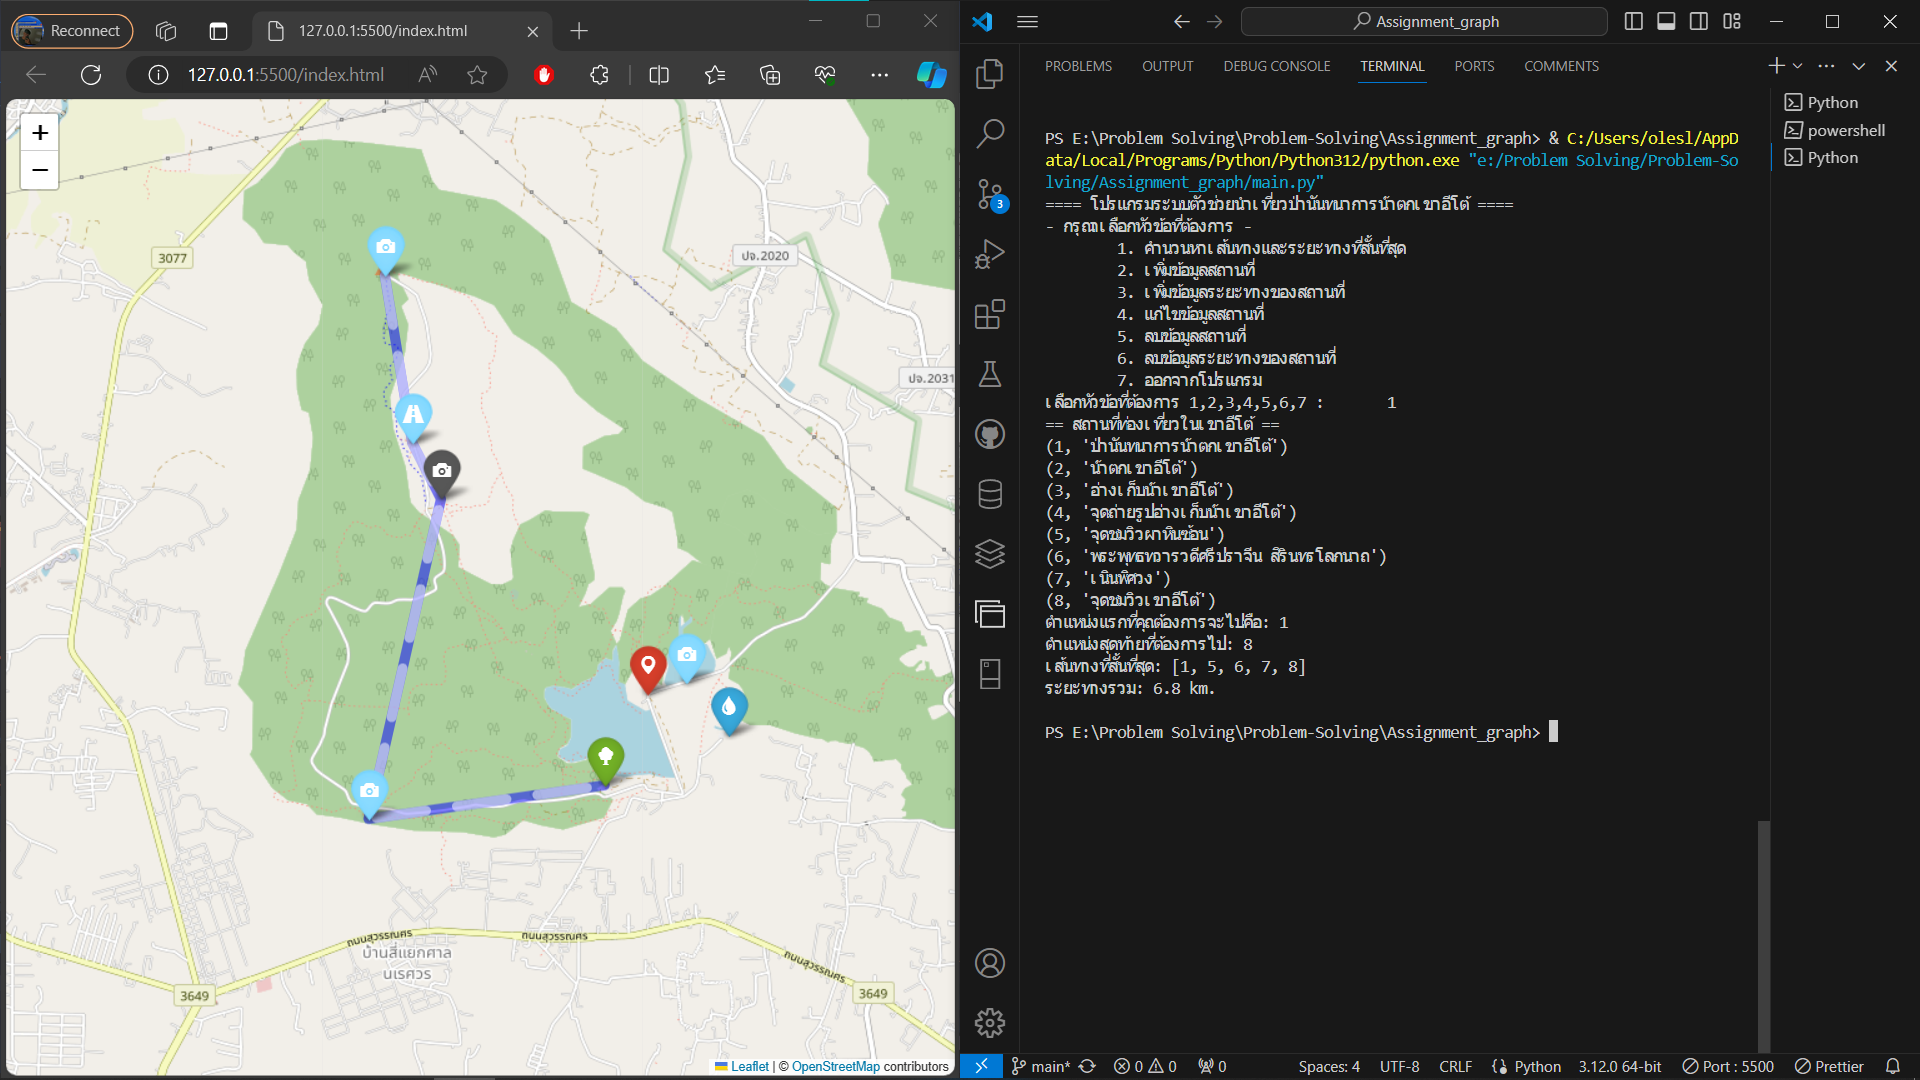 Reconnect
127.0.0.1:5500/index.html
127.0.0.1:5500/index.html
+
−
3077
ปจ.2020
ปจ.2031
ถนนสุวรรณศร
ถนนสุวรรณศร
ถนนสุวรรณศร
บ้านสี่แยกศาล
นเรศวร
3649
3649
Leaflet | © OpenStreetMap contributors
Assignment_graph
PROBLEMS OUTPUT DEBUG CONSOLE TERMINAL PORTS COMMENTS
Python
powershell
Python
3
PS E:\Problem Solving\Problem-Solving\Assignment_graph> & C:/Users/olesl/AppD
ata/Local/Programs/Python/Python312/python.exe "e:/Problem Solving/Problem-So
lving/Assignment_graph/main.py"
==== โปรแกรมระบบตัวช่วยนำเที่ยวป่านันทนาการน้ำตกเขาอีโต้ ====
- กรุณาเลือกหัวข้อที่ต้องการ -
1. คำนวนหาเส้นทางและระยะทางที่สั้นที่สุด
2. เพิ่มข้อมูลสถานที่
3. เพิ่มข้อมูลระยะทางของสถานที่
4. แก้ไขข้อมูลสถานที่
5. ลบข้อมูลสถานที่
6. ลบข้อมูลระยะทางของสถานที่
7. ออกจากโปรแกรม
เลือกหัวข้อที่ต้องการ 1,2,3,4,5,6,7 : 1
== สถานที่ท่องเที่ยวในเขาอีโต้ ==
(1, 'ป่านันทนาการน้ำตกเขาอีโต้')
(2, 'น้ำตกเขาอีโต้')
(3, 'อ่างเก็บน้ำเขาอีโต้')
(4, 'จุดถ่ายรูปอ่างเก็บน้ำเขาอีโต้')
(5, 'จุดชมวิวผาหินซ้อน')
(6, 'พระพุทธทวารวดีศรีปราจีน สิรินทรโลกนาถ')
(7, 'เนินพิศวง')
(8, 'จุดชมวิวเขาอีโต้')
ตำแหน่งแรกที่คุณต้องการจะไปคือ: 1
ตำแหน่งสุดท้ายที่ต้องการไป: 8
เส้นทางที่สั้นที่สุด: [1, 5, 6, 7, 8]
ระยะทางรวม: 6.8 km.
PS E:\Problem Solving\Problem-Solving\Assignment_graph>
main* 0 0 0 Spaces: 4 UTF-8 CRLF Python 3.12.0 64-bit Port : 5500 Prettier